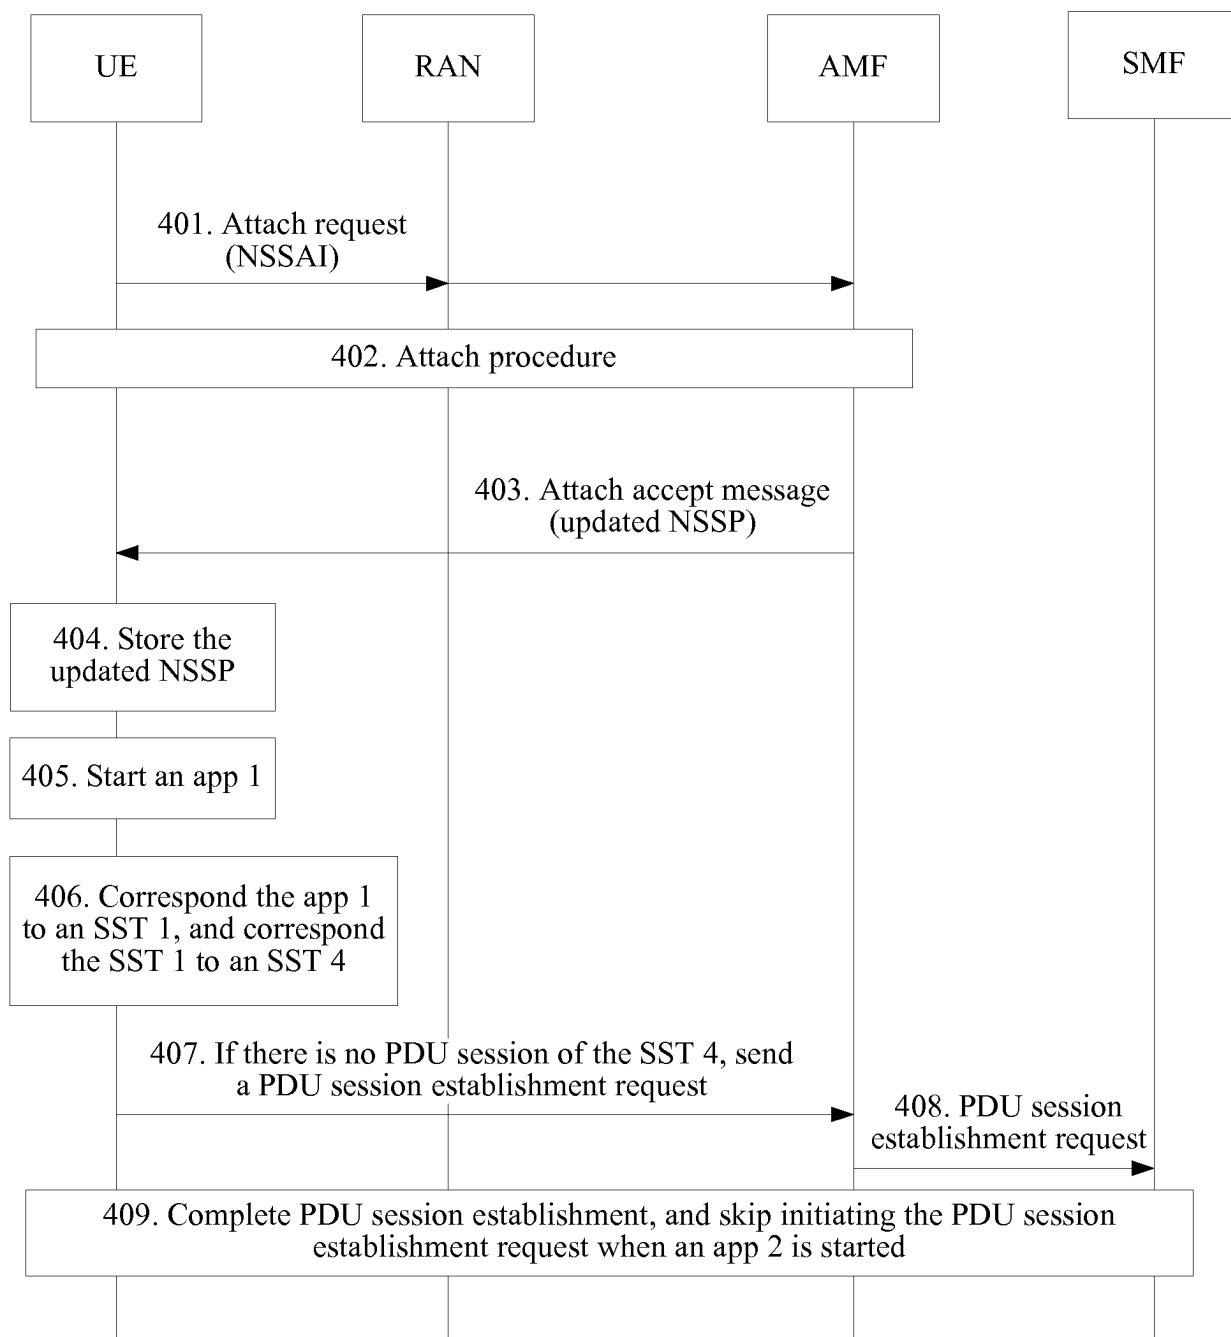 UE
RAN
AMF
SMF
401. Attach request
(NSSAI)
402. Attach procedure
403. Attach accept message
(updated NSSP)
404. Store the
updated NSSP
405. Start an app 1
406. Correspond the app 1
to an SST 1, and correspond
the SST 1 to an SST 4
407. If there is no PDU session of the SST 4, send
a PDU session establishment request
408. PDU session
establishment request
409. Complete PDU session establishment, and skip initiating the PDU session
establishment request when an app 2 is started